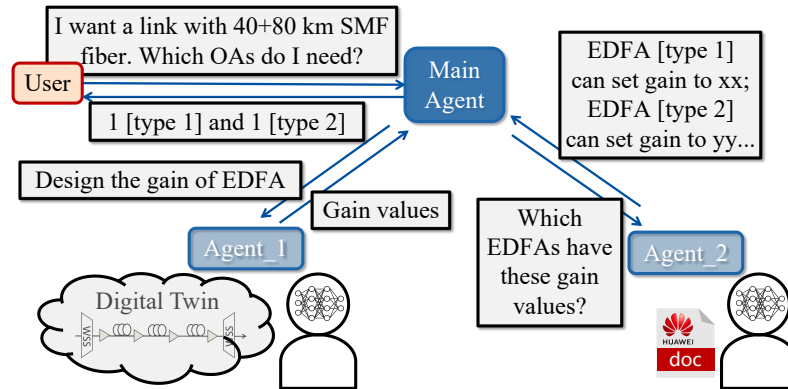 I want a link with 40+80 km SMF
fiber. Which OAs do I need?
User
Main
Agent
1 [type 1] and 1 [type 2]
EDFA [type 1]
can set gain to xx;
EDFA [type 2]
can set gain to yy...
Design the gain of EDFA
Gain values
Which
EDFAs have
these gain
values?
Agent_1
Agent_2
Digital Twin
WSS
WSS
HUAWEI
doc